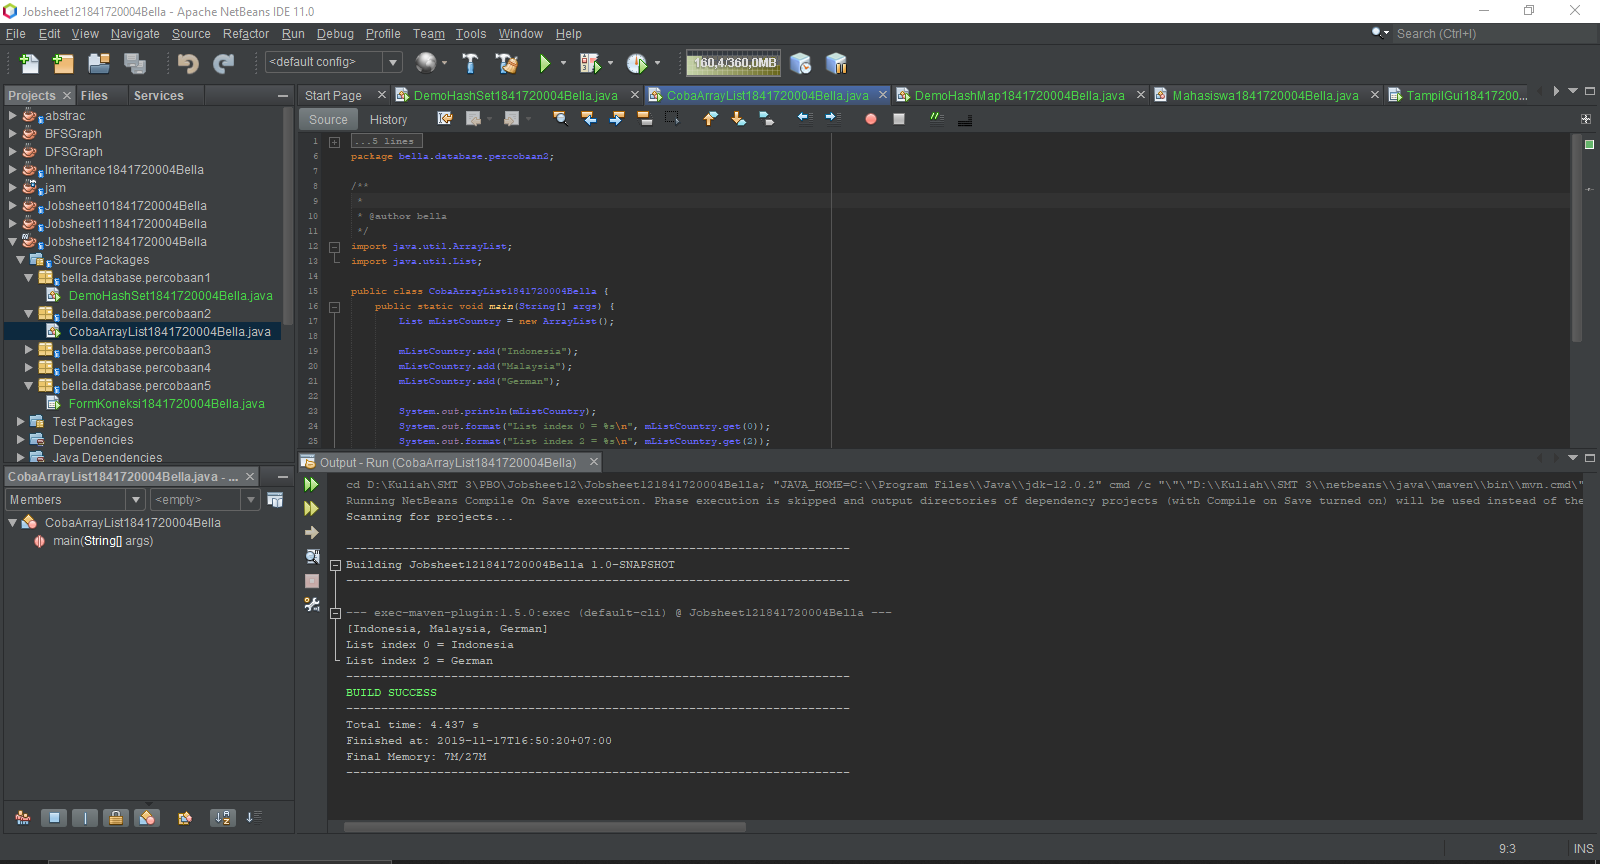 Jobsheet121841720004Bella - Apache NetBeans IDE 11.0
File Edit View Navigate Source Refactor Run Debug Profile Team Tools Window Help
Search (Ctrl+I)
<default config>
160,4/360,0MB
Projects Files Services
abstrac
BFSGraph
DFSGraph
Inheritance1841720004Bella
jam
Jobsheet101841720004Bella
Jobsheet111841720004Bella
Jobsheet121841720004Bella
Source Packages
bella.database.percobaan1
DemoHashSet1841720004Bella.java
bella.database.percobaan2
CobaArrayList1841720004Bella.java
bella.database.percobaan3
bella.database.percobaan4
bella.database.percobaan5
FormKoneksi1841720004Bella.java
Test Packages
Dependencies
Java Dependencies
CobaArrayList1841720004Bella.java - ...
Members <empty>
CobaArrayList1841720004Bella
main(String[] args)
Start Page DemoHashSet1841720004Bella.java CobaArrayList1841720004Bella.java DemoHashMap1841720004Bella.java Mahasiswa1841720004Bella.java TampilGui18417200...
Source History
1 ...5 lines
6 package bella.database.percobaan2;
7
8 /**
9 *
10 * @author bella
11 */
12 import java.util.ArrayList;
13 import java.util.List;
14
15 public class CobaArrayList1841720004Bella {
16 public static void main(String[] args) {
17 List mListCountry = new ArrayList();
18
19 mListCountry.add("Indonesia");
20 mListCountry.add("Malaysia");
21 mListCountry.add("German");
22
23 System.out.println(mListCountry);
24 System.out.format("List index 0 = %s\n", mListCountry.get(0));
25 System.out.format("List index 2 = %s\n", mListCountry.get(2));
Output - Run (CobaArrayList1841720004Bella)
cd D:\Kuliah\SMT 3\PBO\Jobsheet12\Jobsheet121841720004Bella; "JAVA_HOME=C:\\Program Files\\Java\\jdk-12.0.2" cmd /c "\"\"D:\\Kuliah\\SMT 3\\netbeans\\java\\maven\\bin\\mvn.cmd\"
Running NetBeans Compile On Save execution. Phase execution is skipped and output directories of dependency projects (with Compile on Save turned on) will be used instead of the
Scanning for projects...
------------------------------------------------------------------------
Building Jobsheet121841720004Bella 1.0-SNAPSHOT
------------------------------------------------------------------------
--- exec-maven-plugin:1.5.0:exec (default-cli) @ Jobsheet121841720004Bella ---
[Indonesia, Malaysia, German]
List index 0 = Indonesia
List index 2 = German
------------------------------------------------------------------------
BUILD SUCCESS
------------------------------------------------------------------------
Total time: 4.437 s
Finished at: 2019-11-17T16:50:20+07:00
Final Memory: 7M/27M
------------------------------------------------------------------------
9:3 INS